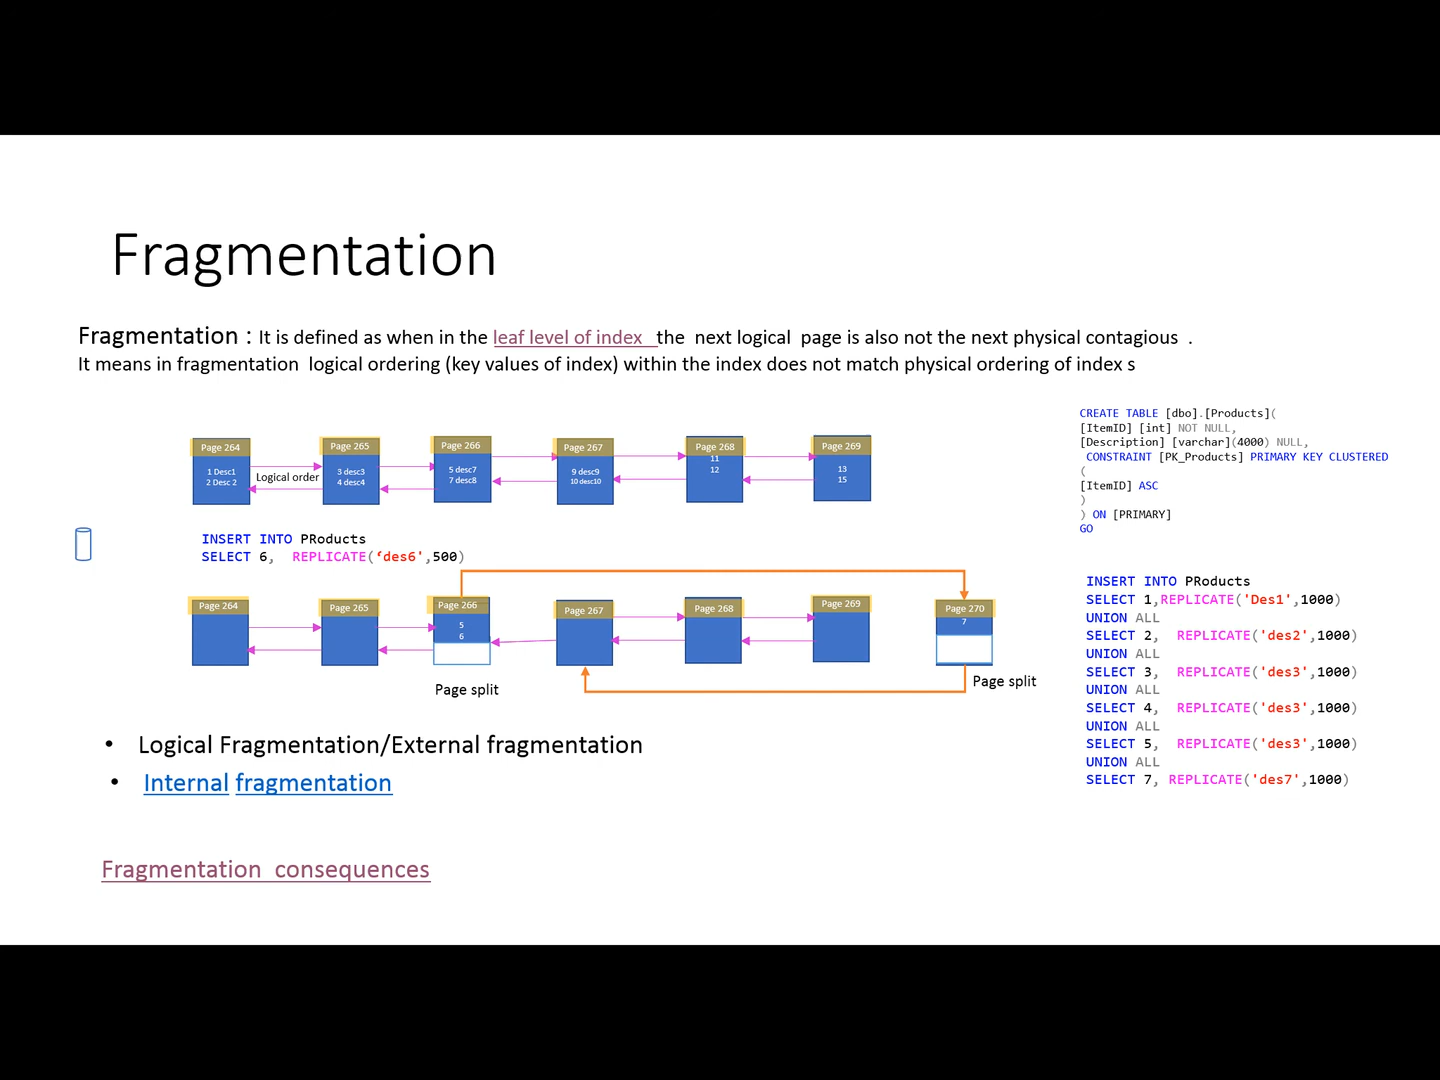 Fragmentation
Fragmentation : It is defined as when in the leaf level of index the next logical page is also not the next physical contagious .
It means in fragmentation logical ordering (key values of index) within the index does not match physical ordering of index s
Page 264
1 Desc1
2 Desc 2
Logical order
Page 265
3 desc3
4 desc4
Page 266
5 desc7
7 desc8
Page 267
9 desc9
10 desc10
Page 268
11
12
Page 269
13
15
INSERT INTO PRoducts
SELECT 6, REPLICATE(‘des6',500)
Page 264
Page 265
Page 266
5
6
Page split
Page 267
Page 268
Page 269
Page 270
7
Page split
• Logical Fragmentation/External fragmentation
• Internal fragmentation
Fragmentation consequences
CREATE TABLE [dbo].[Products](
[ItemID] [int] NOT NULL,
[Description] [varchar](4000) NULL,
CONSTRAINT [PK_Products] PRIMARY KEY CLUSTERED
(
[ItemID] ASC
)
) ON [PRIMARY]
GO
INSERT INTO PRoducts
SELECT 1,REPLICATE('Des1',1000)
UNION ALL
SELECT 2, REPLICATE('des2',1000)
UNION ALL
SELECT 3, REPLICATE('des3',1000)
UNION ALL
SELECT 4, REPLICATE('des3',1000)
UNION ALL
SELECT 5, REPLICATE('des3',1000)
UNION ALL
SELECT 7, REPLICATE('des7',1000)